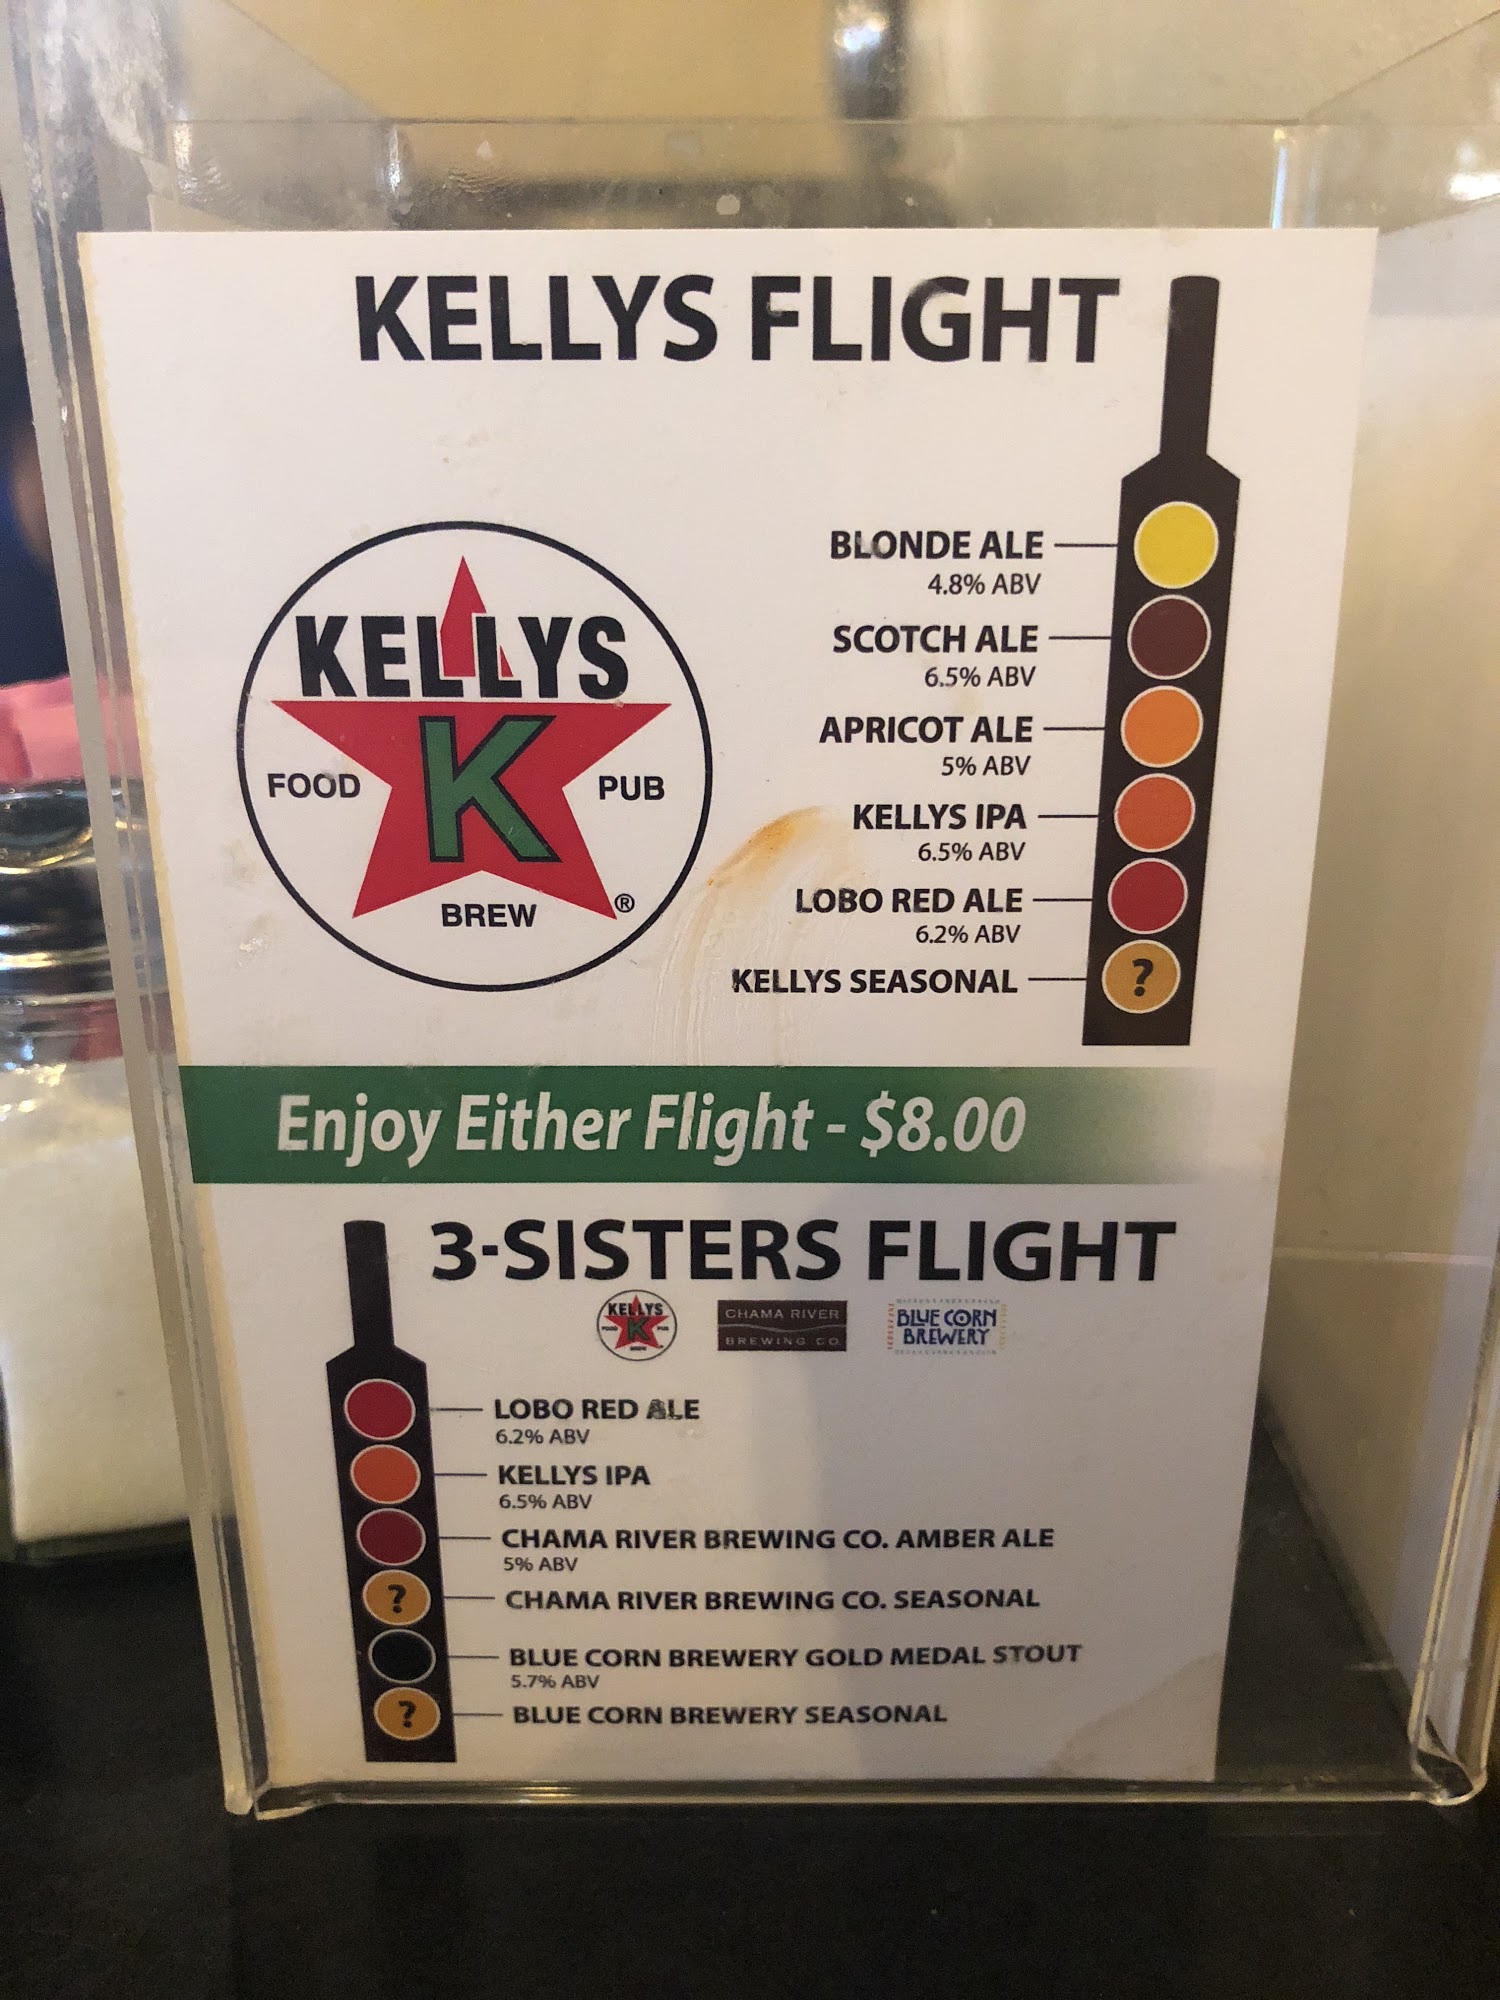 KELLYS FLIGHT
KELLYS
K
FOOD
PUB
BREW
®
BLONDE ALE
4.8% ABV
SCOTCH ALE
6.5% ABV
APRICOT ALE
5% ABV
KELLYS IPA
6.5% ABV
LOBO RED ALE
6.2% ABV
KELLYS SEASONAL
?
Enjoy Either Flight - $8.00
3-SISTERS FLIGHT
KELLYS
FOOD K PUB
BREW
CHAMA RIVER
BREWING CO
BLUE CORN
BREWERY
LOBO RED ALE
6.2% ABV
KELLYS IPA
6.5% ABV
CHAMA RIVER BREWING CO. AMBER ALE
5% ABV
? CHAMA RIVER BREWING CO. SEASONAL
BLUE CORN BREWERY GOLD MEDAL STOUT
5.7% ABV
? BLUE CORN BREWERY SEASONAL